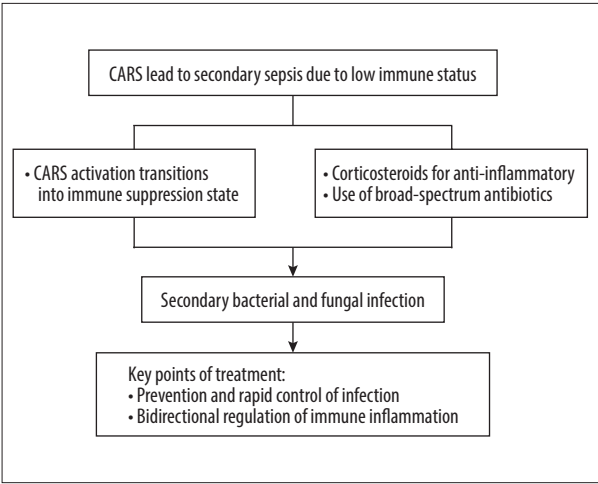 CARS lead to secondary sepsis due to low immune status
• CARS activation transitions
into immune suppression state
• Corticosteroids for anti-inflammatory
• Use of broad-spectrum antibiotics
Secondary bacterial and fungal infection
Key points of treatment:
• Prevention and rapid control of infection
• Bidirectional regulation of immune inflammation